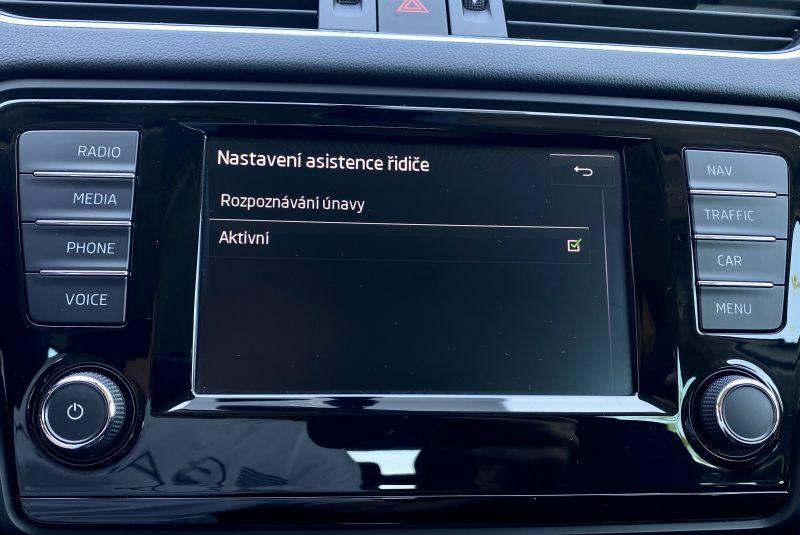 Nastavení asistence řidiče
Rozpoznávání únavy
Aktivní
RADIO
MEDIA
PHONE
VOICE
NAV
TRAFFIC
CAR
MENU